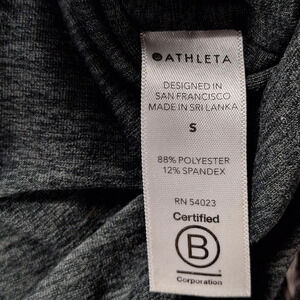 ATHLETA
DESIGNED IN
SAN FRANCISCO
MADE IN SRI LANKA
S
88% POLYESTER
12% SPANDEX
RN 54023
Certified
B
Corporation